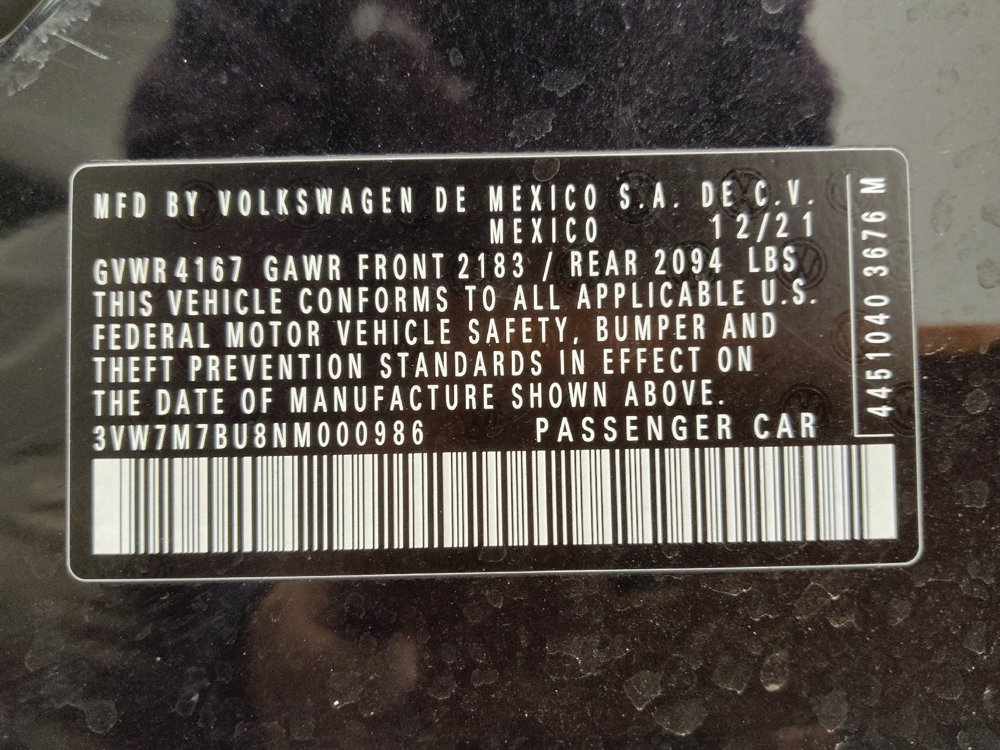 MFD BY VOLKSWAGEN DE MEXICO S.A. DE C.V.
MEXICO 12/21
GVWR 4167 GAWR FRONT 2183 / REAR 2094 LBS
THIS VEHICLE CONFORMS TO ALL APPLICABLE U.S.
FEDERAL MOTOR VEHICLE SAFETY, BUMPER AND
THEFT PREVENTION STANDARDS IN EFFECT ON
THE DATE OF MANUFACTURE SHOWN ABOVE.
3VW7M7BU8NM000986 PASSENGER CAR
4451040 3676 M